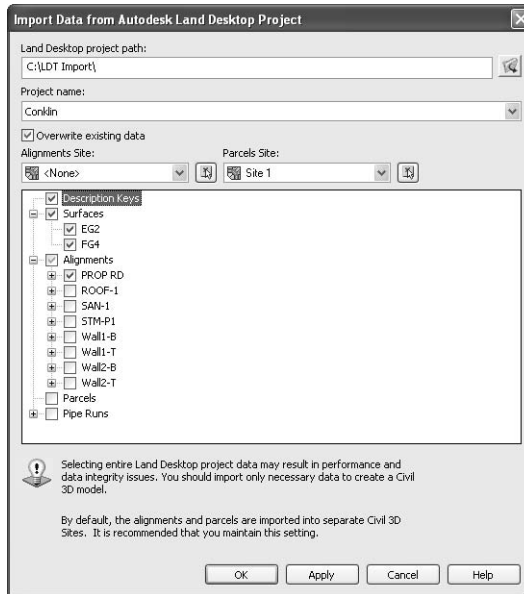 Import Data from Autodesk Land Desktop Project
Land Desktop project path:
C:\LDT Import\
Project name:
Conklin
Overwrite existing data
Alignments Site: Parcels Site:
<None> Site 1
Description Keys
Surfaces
EG2
FG4
Alignments
PROP RD
ROOF-1
SAN-1
STM-P1
Wall1-B
Wall1-T
Wall2-B
Wall2-T
Parcels
Pipe Runs
Selecting entire Land Desktop project data may result in performance and
data integrity issues. You should import only necessary data to create a Civil
3D model.
By default, the alignments and parcels are imported into separate Civil 3D
Sites. It is recommended that you maintain this setting.
OK Apply Cancel Help